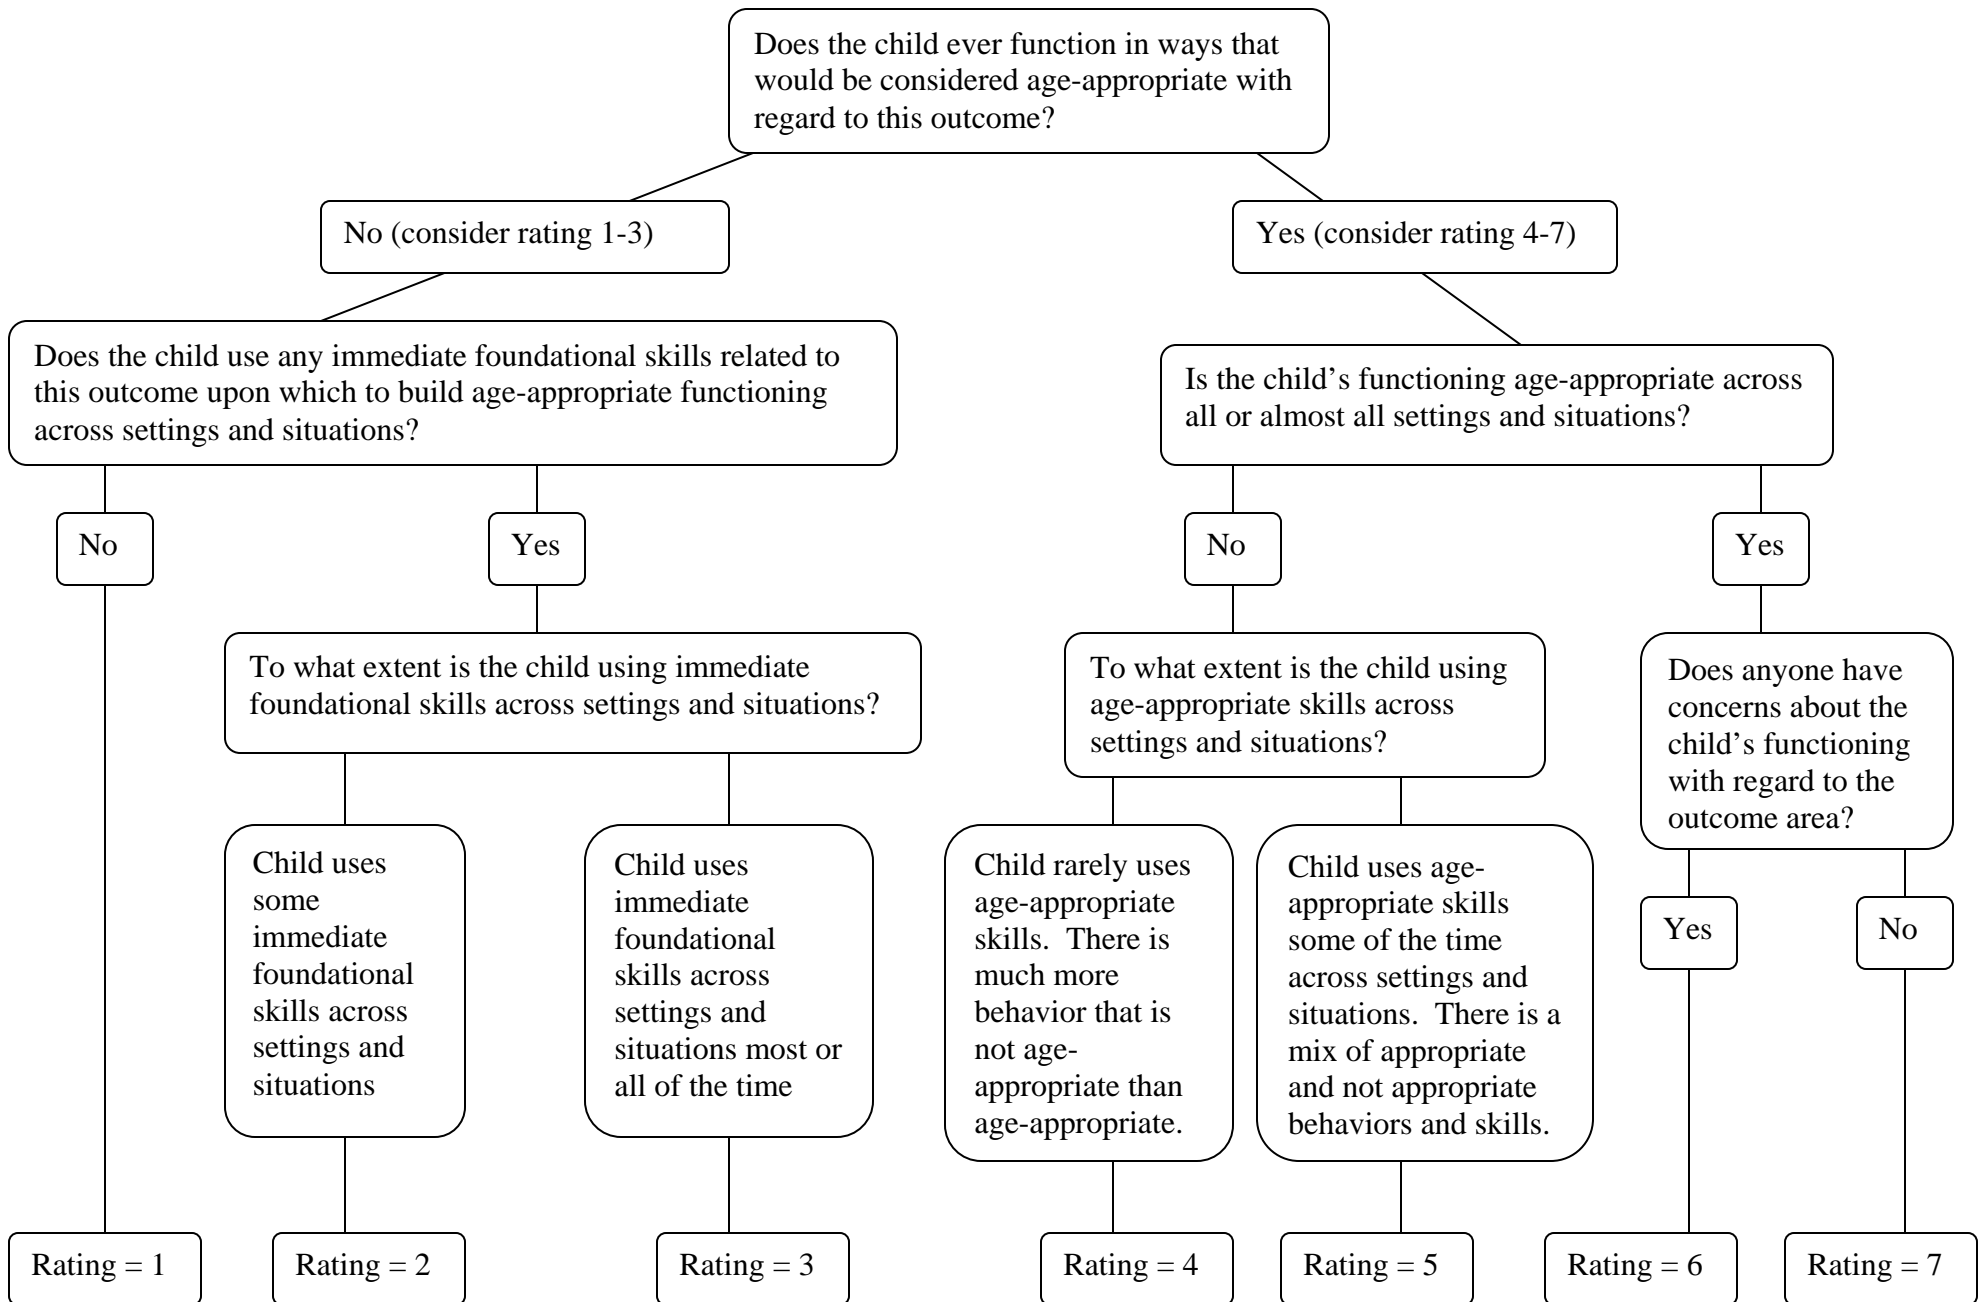 Does the child ever function in ways that
would be considered age-appropriate with
regard to this outcome?
No (consider rating 1-3)
Yes (consider rating 4-7)
Does the child use any immediate foundational skills related to
this outcome upon which to build age-appropriate functioning
across settings and situations?
Is the child’s functioning age-appropriate across
all or almost all settings and situations?
No
Yes
No
Yes
To what extent is the child using immediate
foundational skills across settings and situations?
To what extent is the child using
age-appropriate skills across
settings and situations?
Does anyone have
concerns about the
child’s functioning
with regard to the
outcome area?
Child uses
some
immediate
foundational
skills across
settings and
situations
Child uses
immediate
foundational
skills across
settings and
situations most or
all of the time
Child rarely uses
age-appropriate
skills.  There is
much more
behavior that is
not age-
appropriate than
age-appropriate.
Child uses age-
appropriate skills
some of the time
across settings and
situations.  There is a
mix of appropriate
and not appropriate
behaviors and skills.
Yes
No
Rating = 1
Rating = 2
Rating = 3
Rating = 4
Rating = 5
Rating = 6
Rating = 7